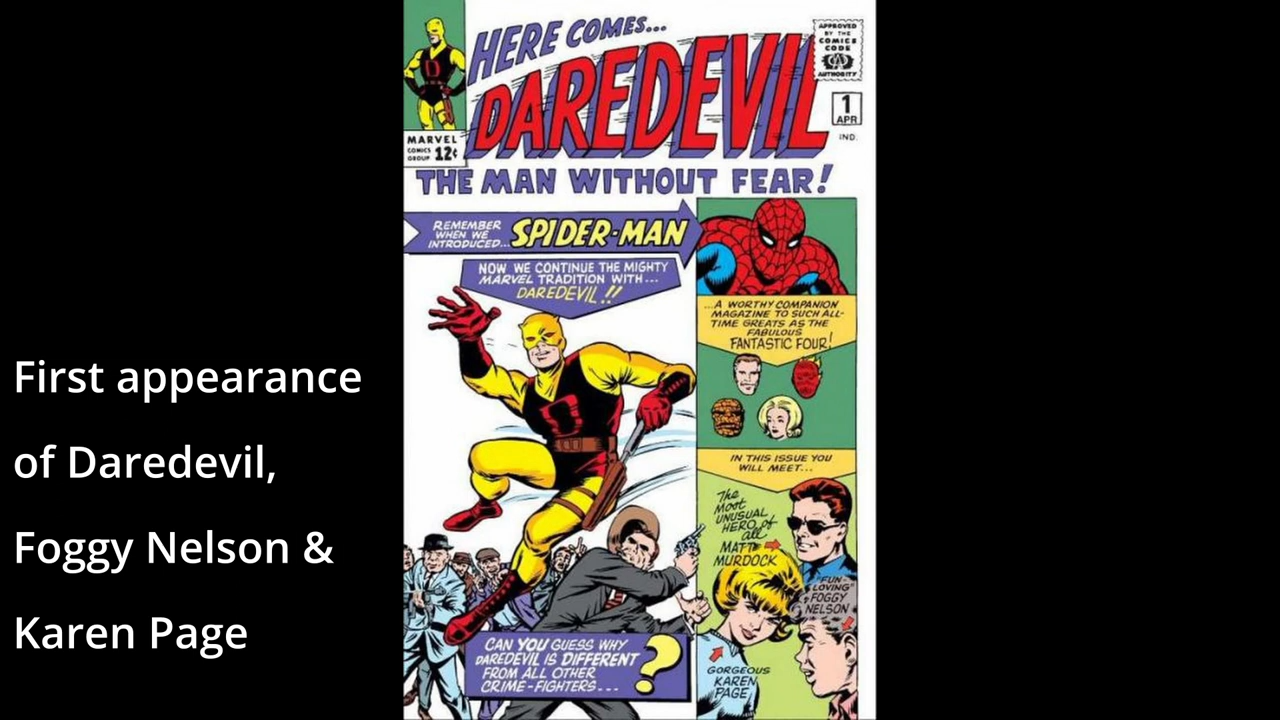 First appearance
of Daredevil,
Foggy Nelson &
Karen Page
HERE COMES...
DAREDEVIL
THE MAN WITHOUT FEAR!
D
MARVEL
COMICS
GROUP 12¢
APPROVED
BY THE
COMICS
CODE
AUTHORITY
1
APR
IND.
REMEMBER
WHEN WE
INTRODUCED...
SPIDER-MAN
NOW WE CONTINUE THE MIGHTY
MARVEL TRADITION WITH...
DAREDEVIL!!
...A WORTHY COMPANION
MAGAZINE TO SUCH ALL-
TIME GREATS AS THE
FABULOUS
FANTASTIC FOUR!
D
IN THIS ISSUE YOU
WILL MEET...
The
Most
UNUSUAL
HERO of
all
MATT
MURDOCK
"FUN-
LOVING"
FOGGY
NELSON
GORGEOUS
KAREN
PAGE
CAN YOU GUESS WHY
DAREDEVIL IS DIFFERENT
FROM ALL OTHER
CRIME-FIGHTERS...
?